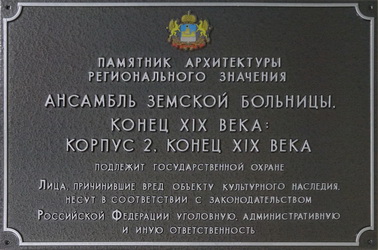 ПАМЯТНИК АРХИТЕКТУРЫ
РЕГИОНАЛЬНОГО ЗНАЧЕНИЯ
АНСАМБЛЬ ЗЕМСКОЙ БОЛЬНИЦЫ.
КОНЕЦ XIX ВЕКА:
КОРПУС 2. КОНЕЦ XIX ВЕКА
ПОДЛЕЖИТ ГОСУДАРСТВЕННОЙ ОХРАНЕ
Лица, причинившие вред объекту культурного наследия,
несут в соответствии с законодательством
Российской Федерации уголовную, административную
и иную ответственность